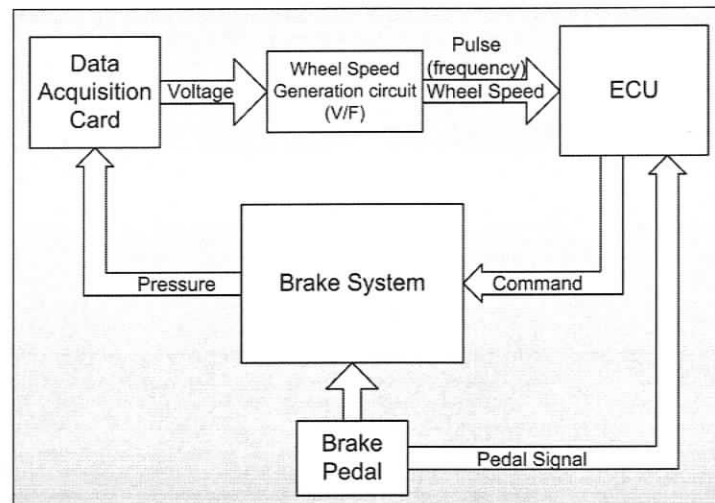 Data
Acquisition
Card
Voltage
Wheel Speed
Generation circuit
(V/F)
Pulse
(frequency)
Wheel Speed
ECU
Pressure
Brake System
Command
Brake
Pedal
Pedal Signal